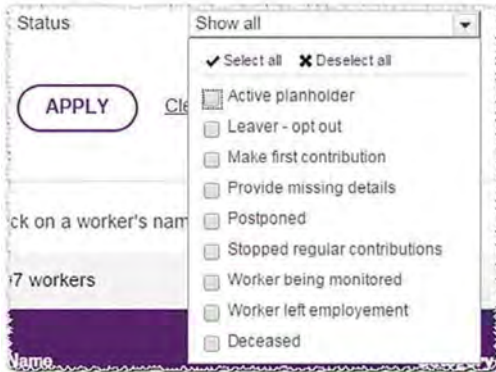 Status
Show all
Select all Deselect all
APPLY
Active planholder
Leaver - opt out
Make first contribution
Provide missing details
Postponed
ck on a worker's nam
Stopped regular contributions
7 workers
Worker being monitored
Worker left employement
Deceased
Name